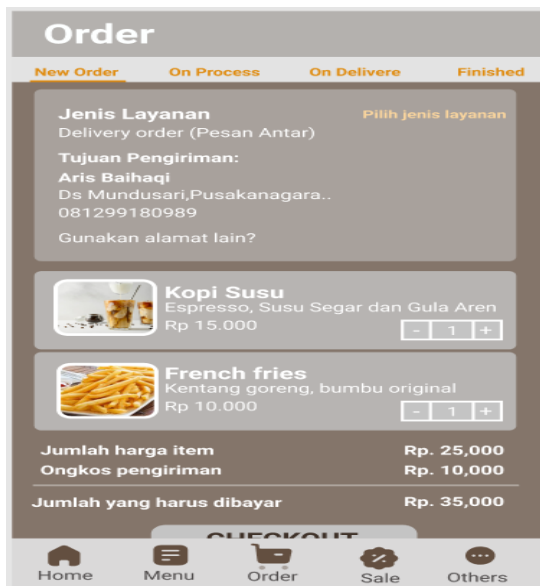 Order
New Order On Process On Delivere Finished
Jenis Layanan Pilih jenis layanan
Delivery order (Pesan Antar)
Tujuan Pengiriman:
Aris Baihaqi
Ds Mundusari,Pusakanagara..
081299180989
Gunakan alamat lain?
Kopi Susu
Espresso, Susu Segar dan Gula Aren
Rp 15.000
- 1 +
French fries
Kentang goreng, bumbu original
Rp 10.000
- 1 +
Jumlah harga item Rp. 25,000
Ongkos pengiriman Rp. 10,000
Jumlah yang harus dibayar Rp. 35,000
CHECKOUT
Home Menu Order Sale Others